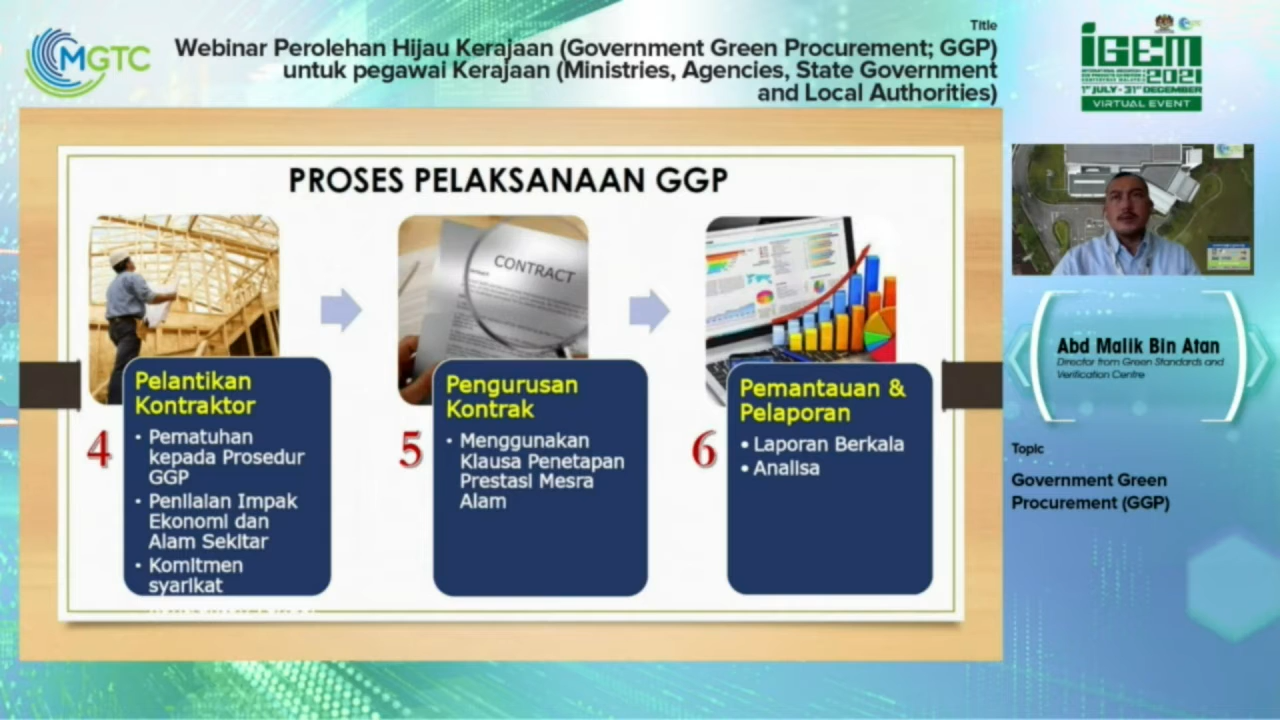 MGTC
Title
Webinar Perolehan Hijau Kerajaan (Government Green Procurement; GGP)
untuk pegawai Kerajaan (Ministries, Agencies, State Government
and Local Authorities)
iGEM
2021
1ST JULY - 31ST DECEMBER
VIRTUAL EVENT
PROSES PELAKSANAAN GGP
CONTRACT
4
Pelantikan
Kontraktor
• Pematuhan
kepada Prosedur
GGP
• Penilaian Impak
Ekonomi dan
Alam Sekitar
• Komitmen
syarikat
5
Pengurusan
Kontrak
• Menggunakan
Klausa Penetapan
Prestasi Mesra
Alam
6
Pemantauan &
Pelaporan
• Laporan Berkala
• Analisa
Abd Malik Bin Atan
Director from Green Standards and
Verification Centre
Topic
Government Green
Procurement (GGP)